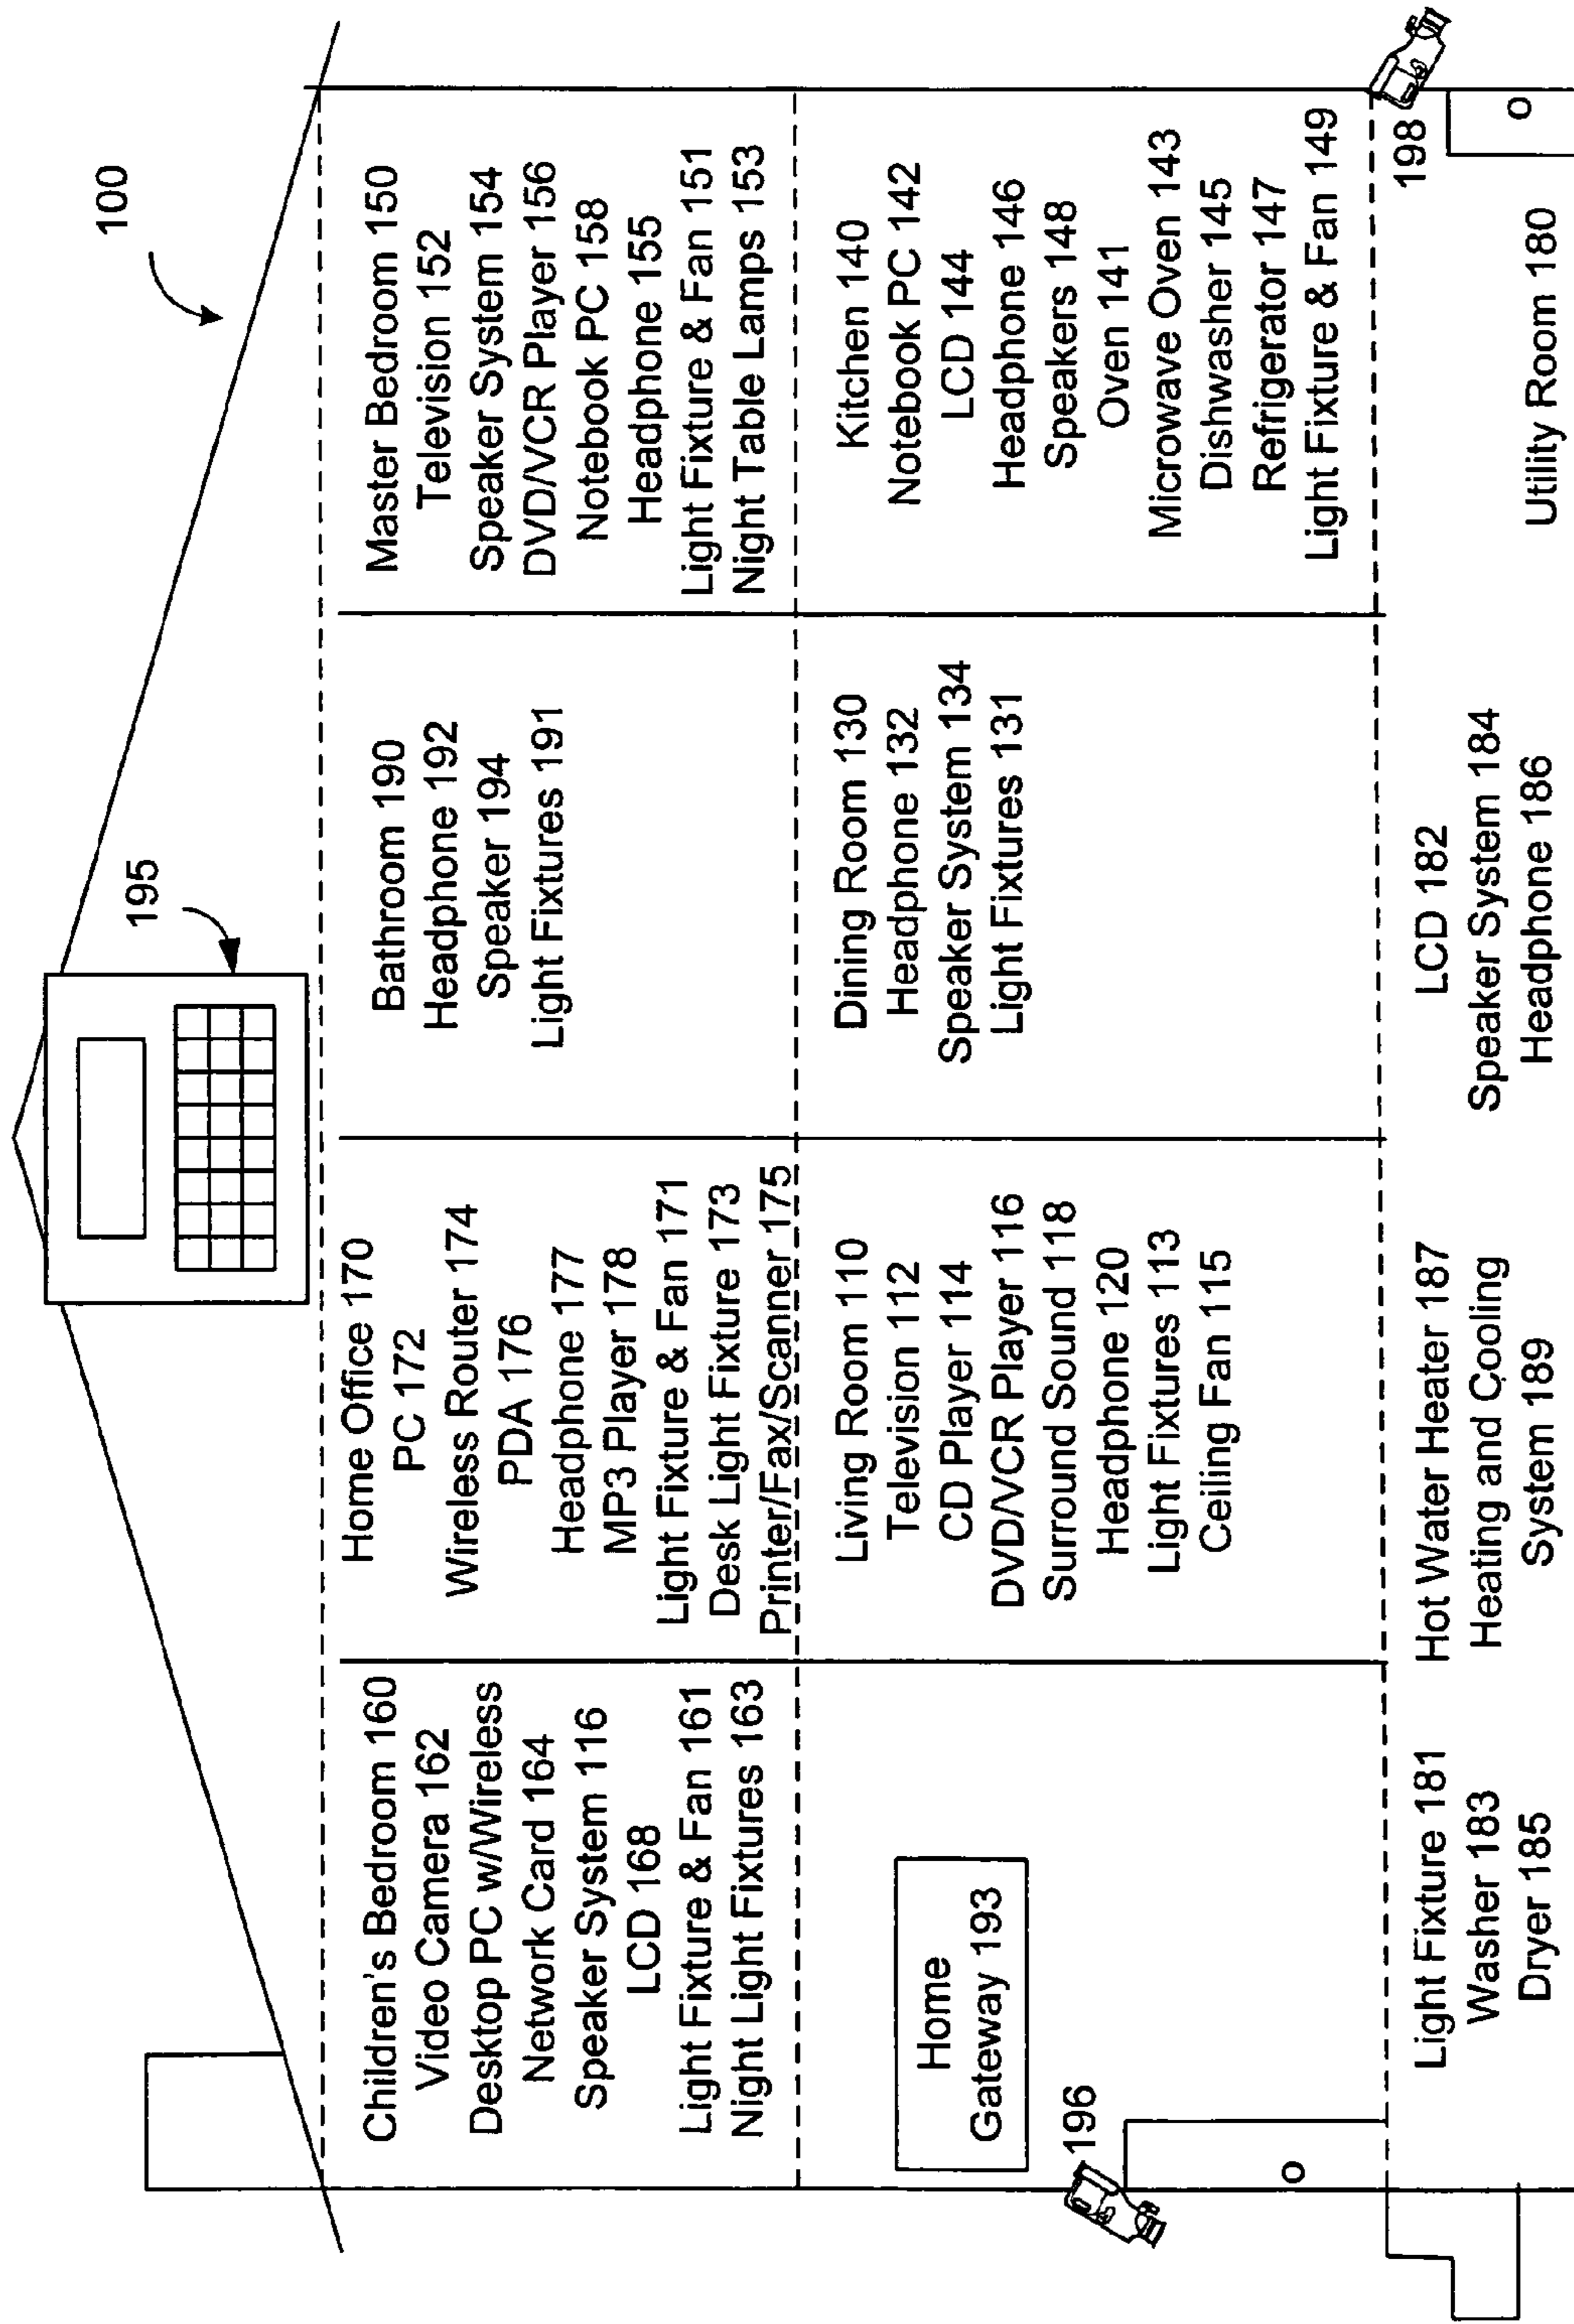 100
195
Children's Bedroom 160
Video Camera 162
Desktop PC w/Wireless
Network Card 164
Speaker System 116
LCD 168
Light Fixture & Fan 161
Night Light Fixtures 163
Home Office 170
PC 172
Wireless Router 174
PDA 176
Headphone 177
MP3 Player 178
Light Fixture & Fan 171
Desk Light Fixture 173
Printer/Fax/Scanner 175
Bathroom 190
Headphone 192
Speaker 194
Light Fixtures 191
Master Bedroom 150
Television 152
Speaker System 154
DVD/VCR Player 156
Notebook PC 158
Headphone 155
Light Fixture & Fan 151
Night Table Lamps 153
Home
Gateway 193
196
Living Room 110
Television 112
CD Player 114
DVD/VCR Player 116
Surround Sound 118
Headphone 120
Light Fixtures 113
Ceiling Fan 115
Dining Room 130
Headphone 132
Speaker System 134
Light Fixtures 131
Kitchen 140
Notebook PC 142
LCD 144
Headphone 146
Speakers 148
Oven 141
Microwave Oven 143
Dishwasher 145
Refrigerator 147
Light Fixture & Fan 149
Light Fixture 181
Washer 183
Dryer 185
Hot Water Heater 187
Heating and Cooling
System 189
LCD 182
Speaker System 184
Headphone 186
198
Utility Room 180